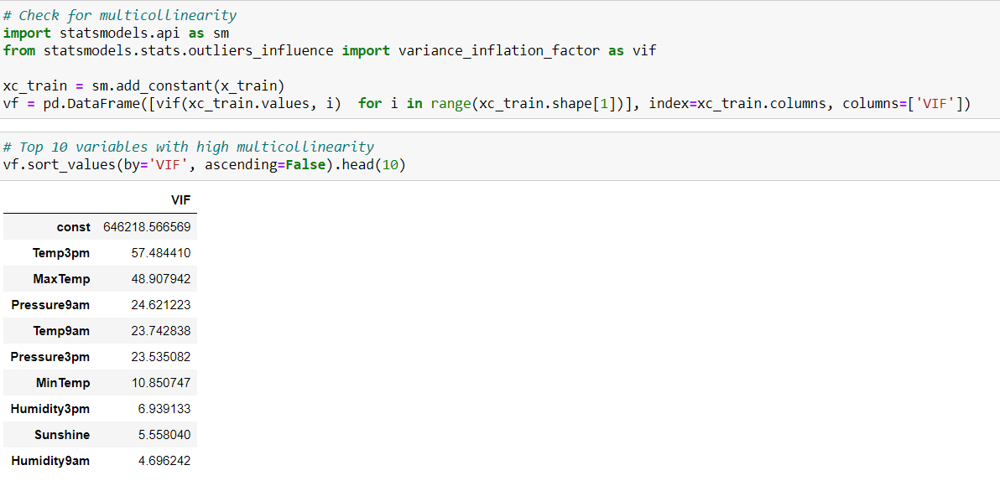 # Check for multicollinearity
import statsmodels.api as sm
from statsmodels.stats.outliers_influence import variance_inflation_factor as vif
xc_train = sm.add_constant(x_train)
vf = pd.DataFrame([vif(xc_train.values, i)  for i in range(xc_train.shape[1])], index=xc_train.columns, columns=['VIF'])
# Top 10 variables with high multicollinearity
vf.sort_values(by='VIF', ascending=False).head(10)
VIF
const 646218.566569
Temp3pm 57.484410
MaxTemp 48.907942
Pressure9am 24.621223
Temp9am 23.742838
Pressure3pm 23.535082
MinTemp 10.850747
Humidity3pm 6.939133
Sunshine 5.558040
Humidity9am 4.696242